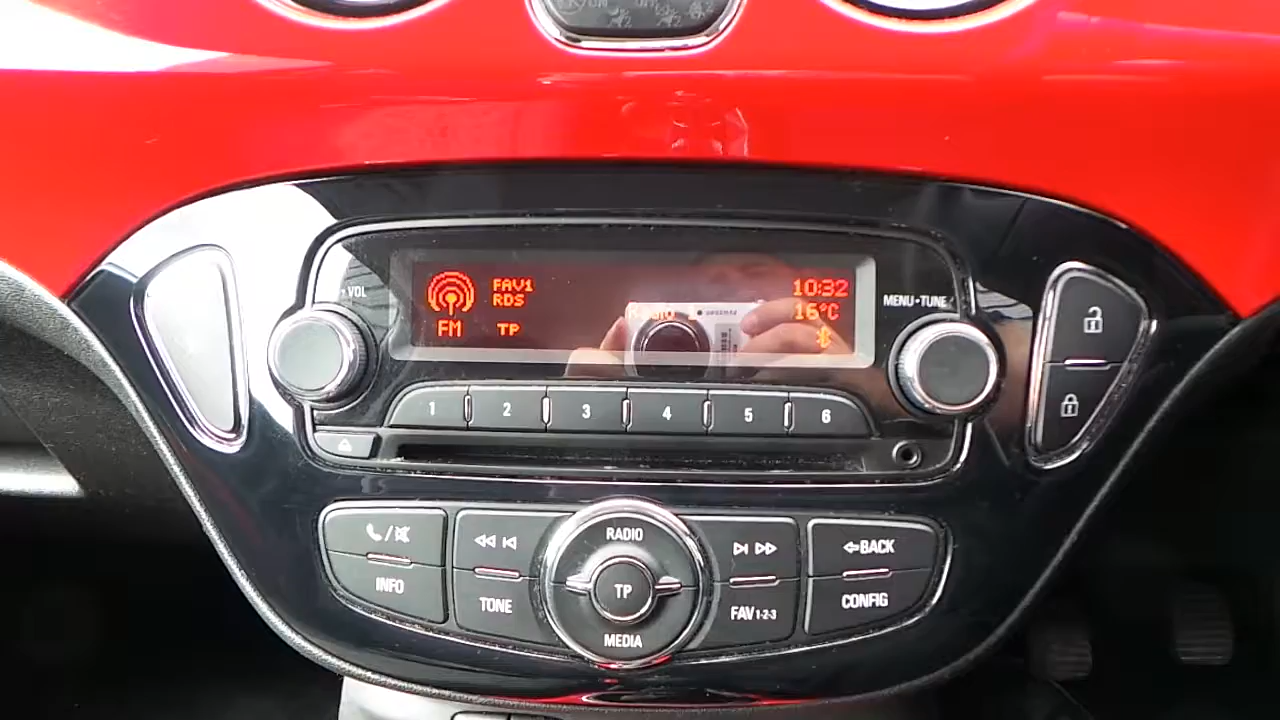 VOL
FAV1
RDS
FM TP
Radio
10:32
16°C
MENU-TUNE
1 2 3 4 5 6
RADIO
INFO
TONE
TP
MEDIA
FAV 1-2-3
BACK
CONFIG